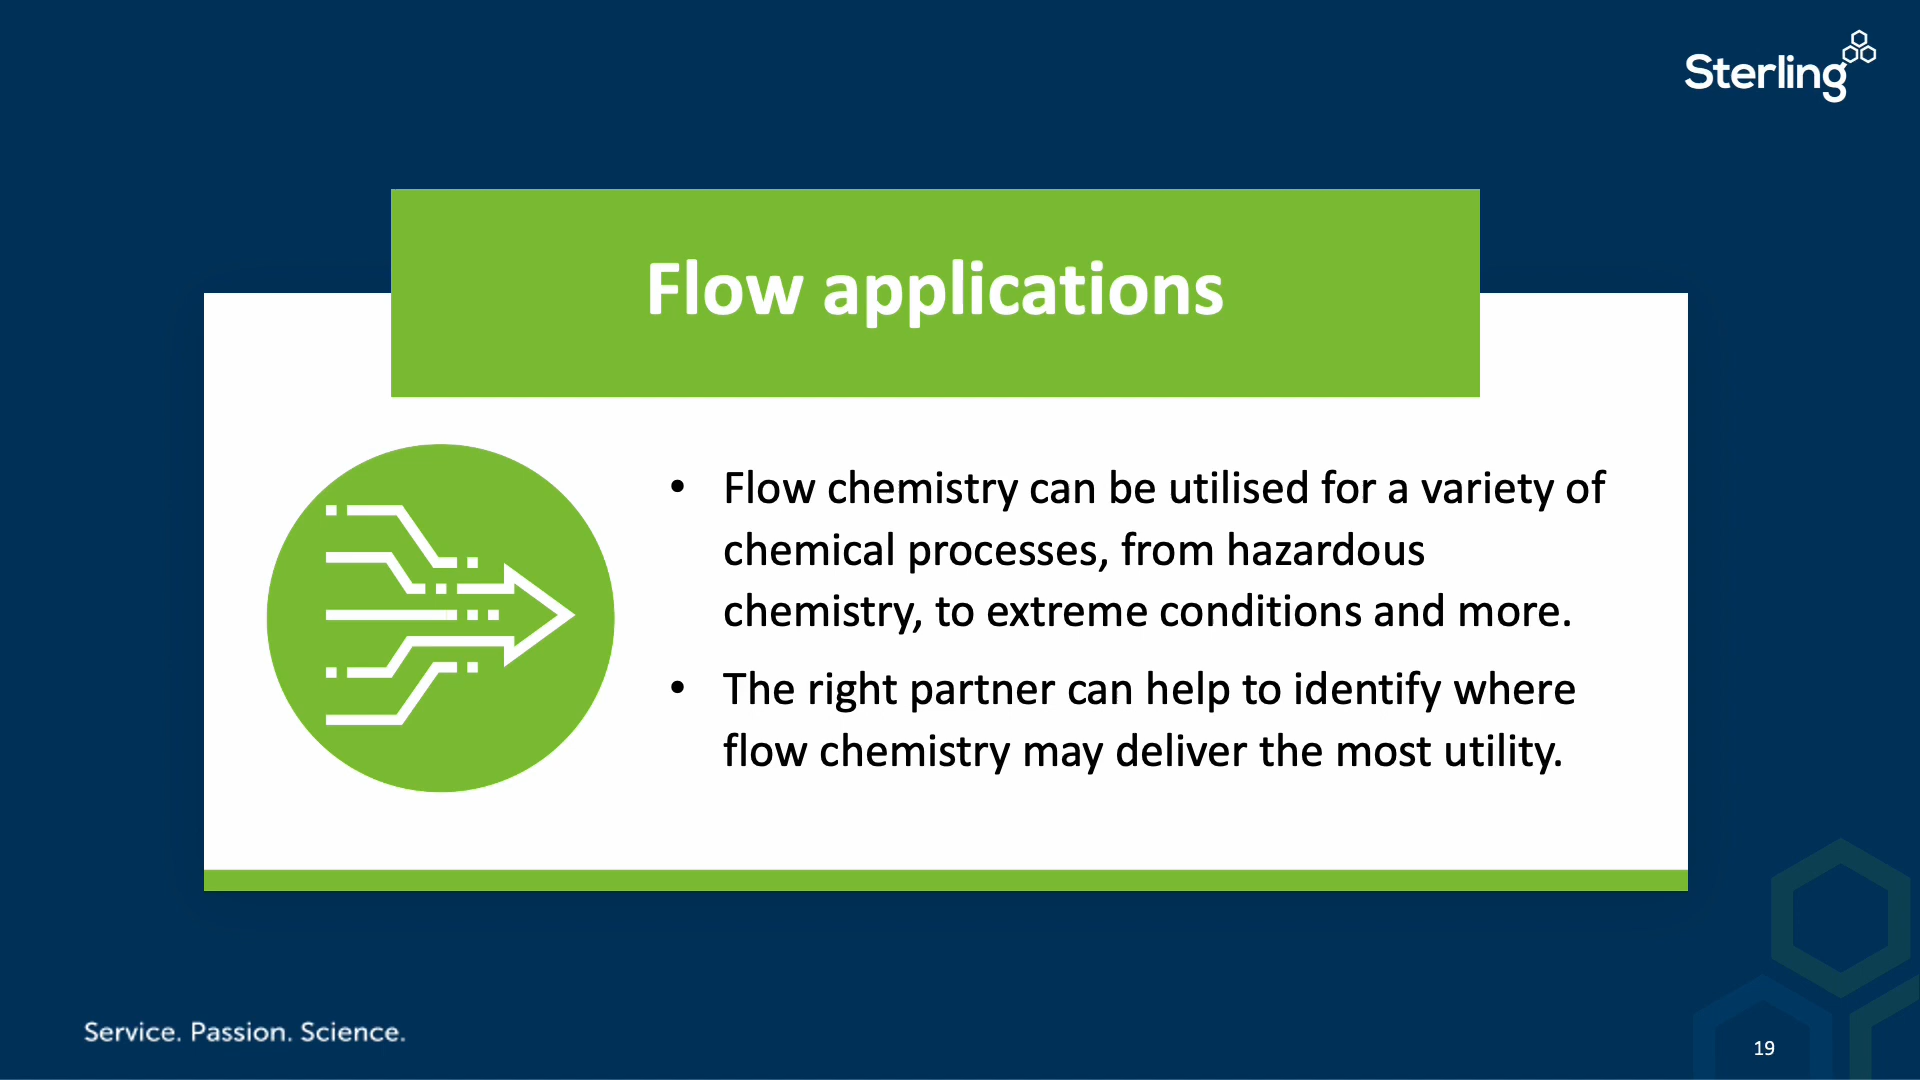 Sterling
Flow applications
• Flow chemistry can be utilised for a variety of
chemical processes, from hazardous
chemistry, to extreme conditions and more.
• The right partner can help to identify where
flow chemistry may deliver the most utility.
Service. Passion. Science.
19